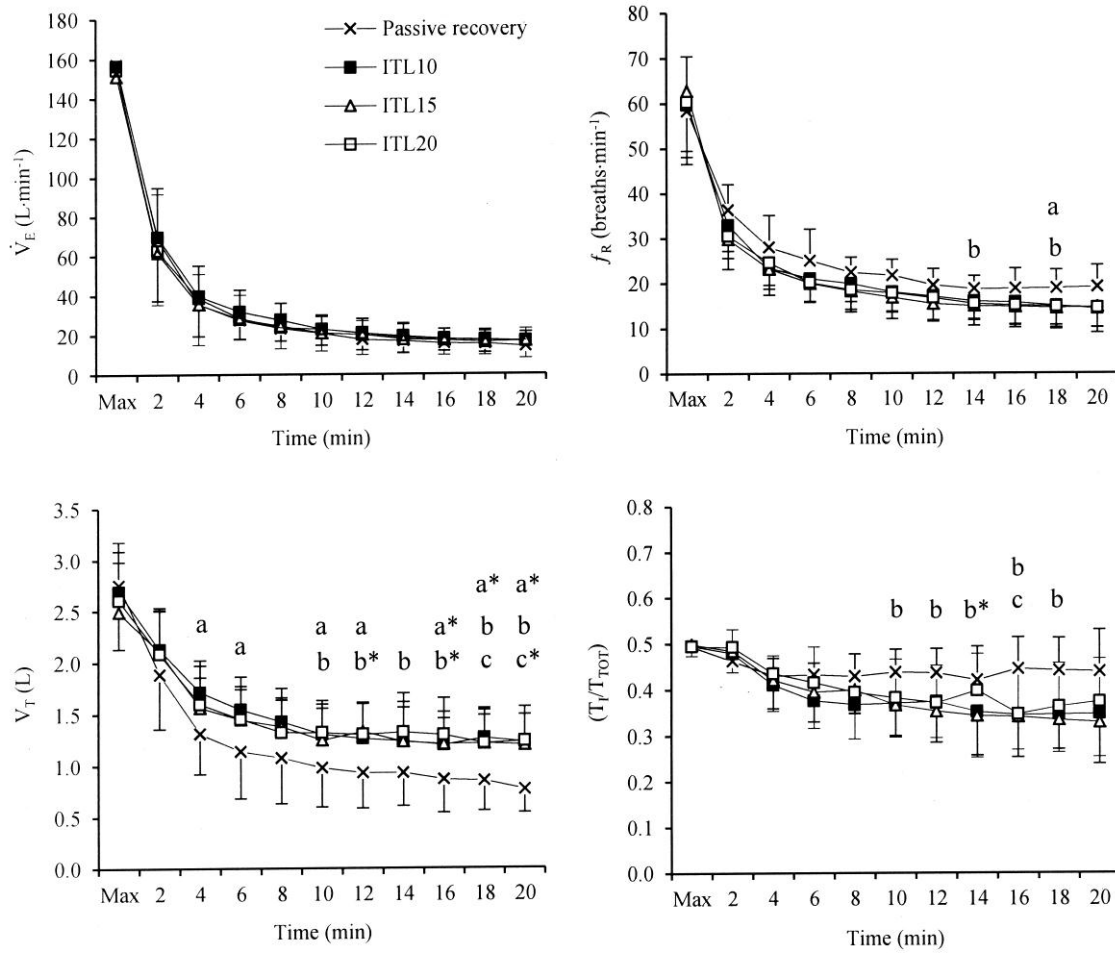 180
160
140
120
100
80
60
40
20
0
V̇E (L·min⁻¹)
Passive recovery
ITL10
ITL15
ITL20
Max 2 4 6 8 10 12 14 16 18 20
Time (min)
80
70
60
50
40
30
20
10
0
fR (breaths·min⁻¹)
a
b b
Max 2 4 6 8 10 12 14 16 18 20
Time (min)
3.5
3.0
2.5
2.0
1.5
1.0
0.5
0.0
VT (L)
a* a*
a a a a* b b
a b b* b b* c c*
Max 2 4 6 8 10 12 14 16 18 20
Time (min)
0.8
0.7
0.6
0.5
0.4
0.3
0.2
0.1
0.0
(TI/TTOT)
b
b b b* c b
Max 2 4 6 8 10 12 14 16 18 20
Time (min)